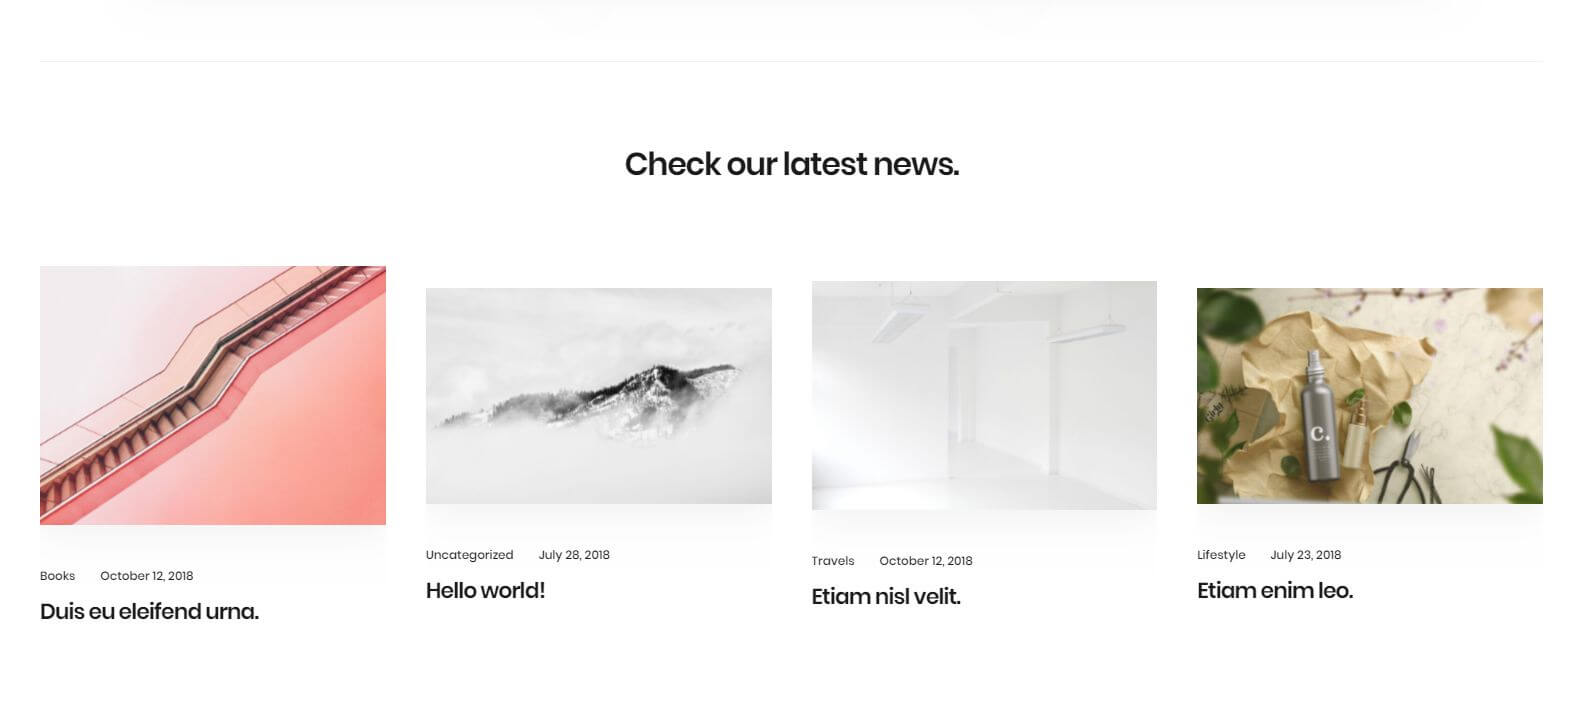 Check our latest news.
Books October 12, 2018
Duis eu eleifend urna.
Uncategorized July 28, 2018
Hello world!
Travels October 12, 2018
Etiam nisl velit.
c.
Lifestyle July 23, 2018
Etiam enim leo.